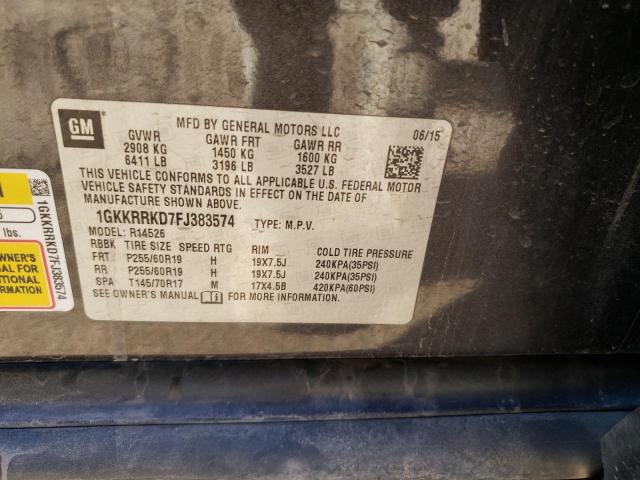 GM
MFD BY GENERAL MOTORS LLC 06/15
GVWR GAWR FRT GAWR RR
2908 KG 1450 KG 1600 KG
6411 LB 3196 LB 3527 LB
THIS VEHICLE CONFORMS TO ALL APPLICABLE U.S. FEDERAL MOTOR
VEHICLE SAFETY STANDARDS IN EFFECT ON THE DATE OF
MANUFACTURE SHOWN ABOVE.
1GKKRRKD7FJ383574 TYPE: M.P.V.
MODEL: R14526
RBBK TIRE SIZE SPEED RTG RIM COLD TIRE PRESSURE
FRT P255/60R19 H 19X7.5J 240KPA(35PSI)
RR P255/60R19 H 19X7.5J 240KPA(35PSI)
SPA T145/70R17 M 17X4.5B 420KPA(60PSI)
SEE OWNER'S MANUAL FOR MORE INFORMATION.
lbs.
OWNER'S
FOR
INFORMATION
1GKKRRKD7FJ383574